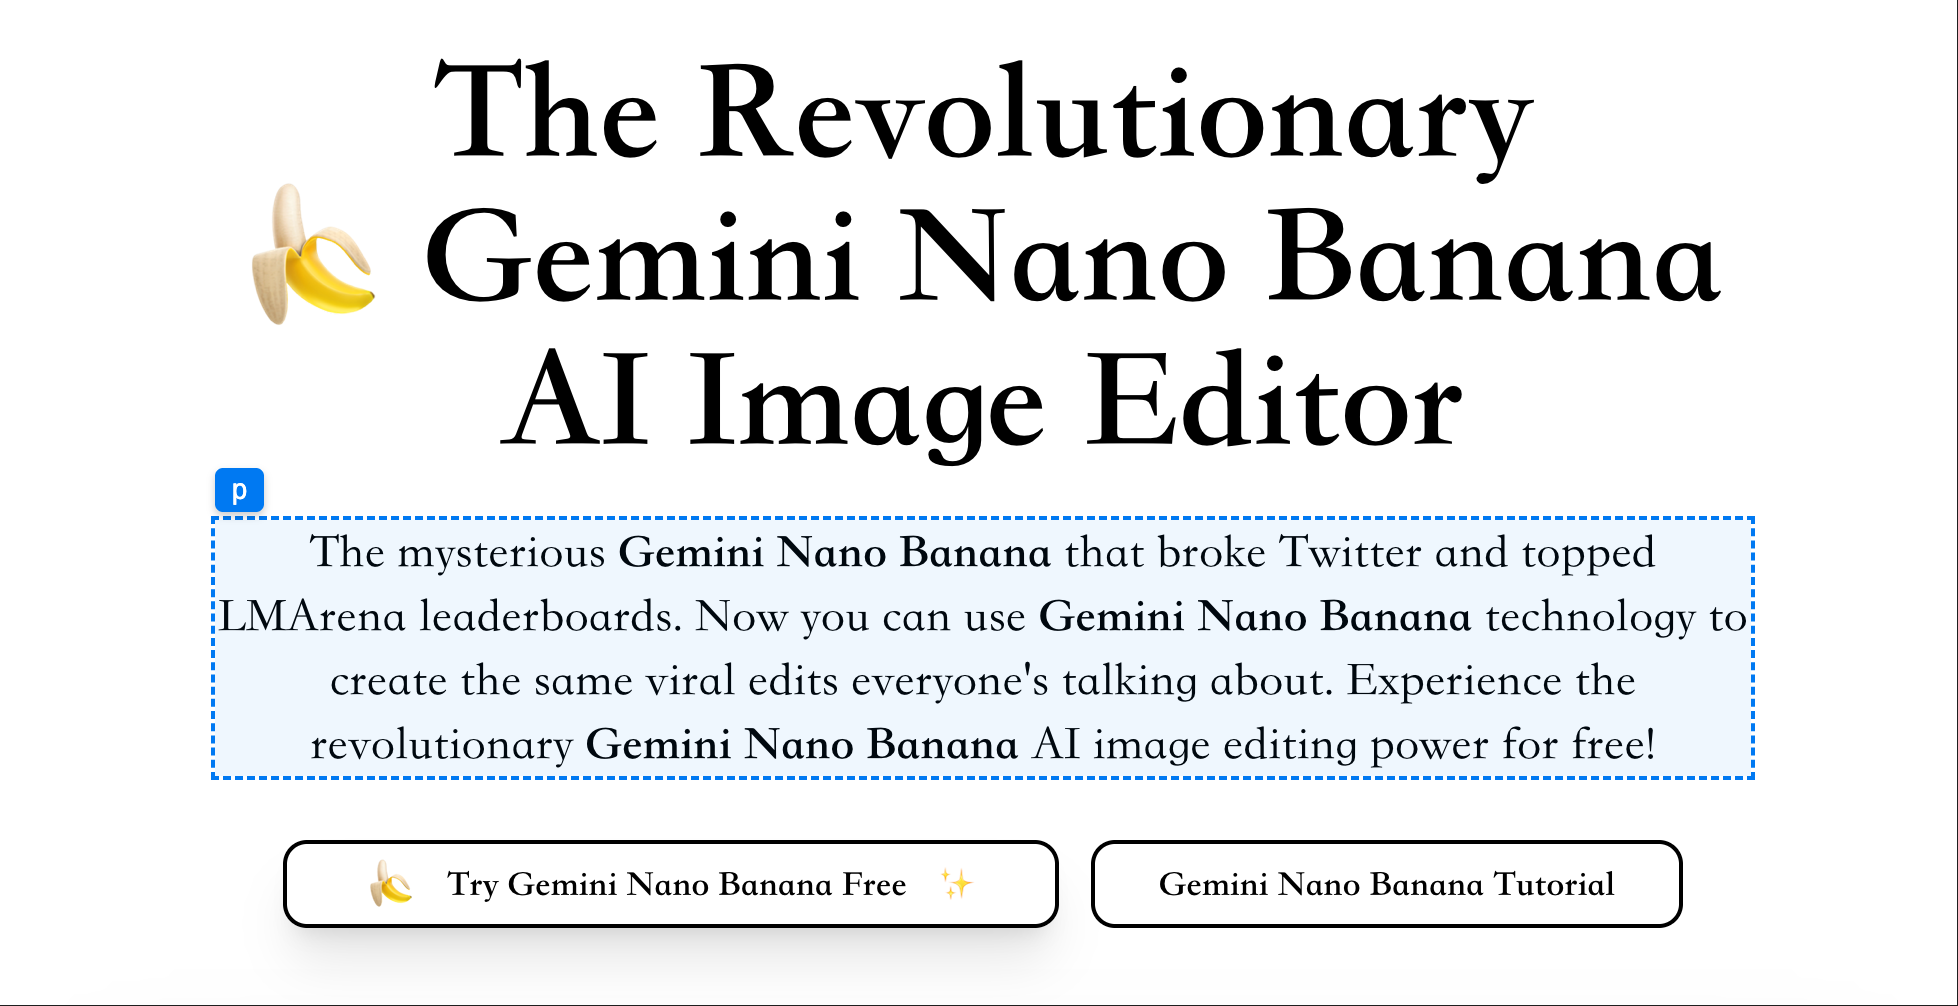 The Revolutionary
🍌 Gemini Nano Banana
AI Image Editor
p
The mysterious Gemini Nano Banana that broke Twitter and topped
LMArena leaderboards. Now you can use Gemini Nano Banana technology to
create the same viral edits everyone's talking about. Experience the
revolutionary Gemini Nano Banana AI image editing power for free!
🍌 Try Gemini Nano Banana Free ✨
Gemini Nano Banana Tutorial